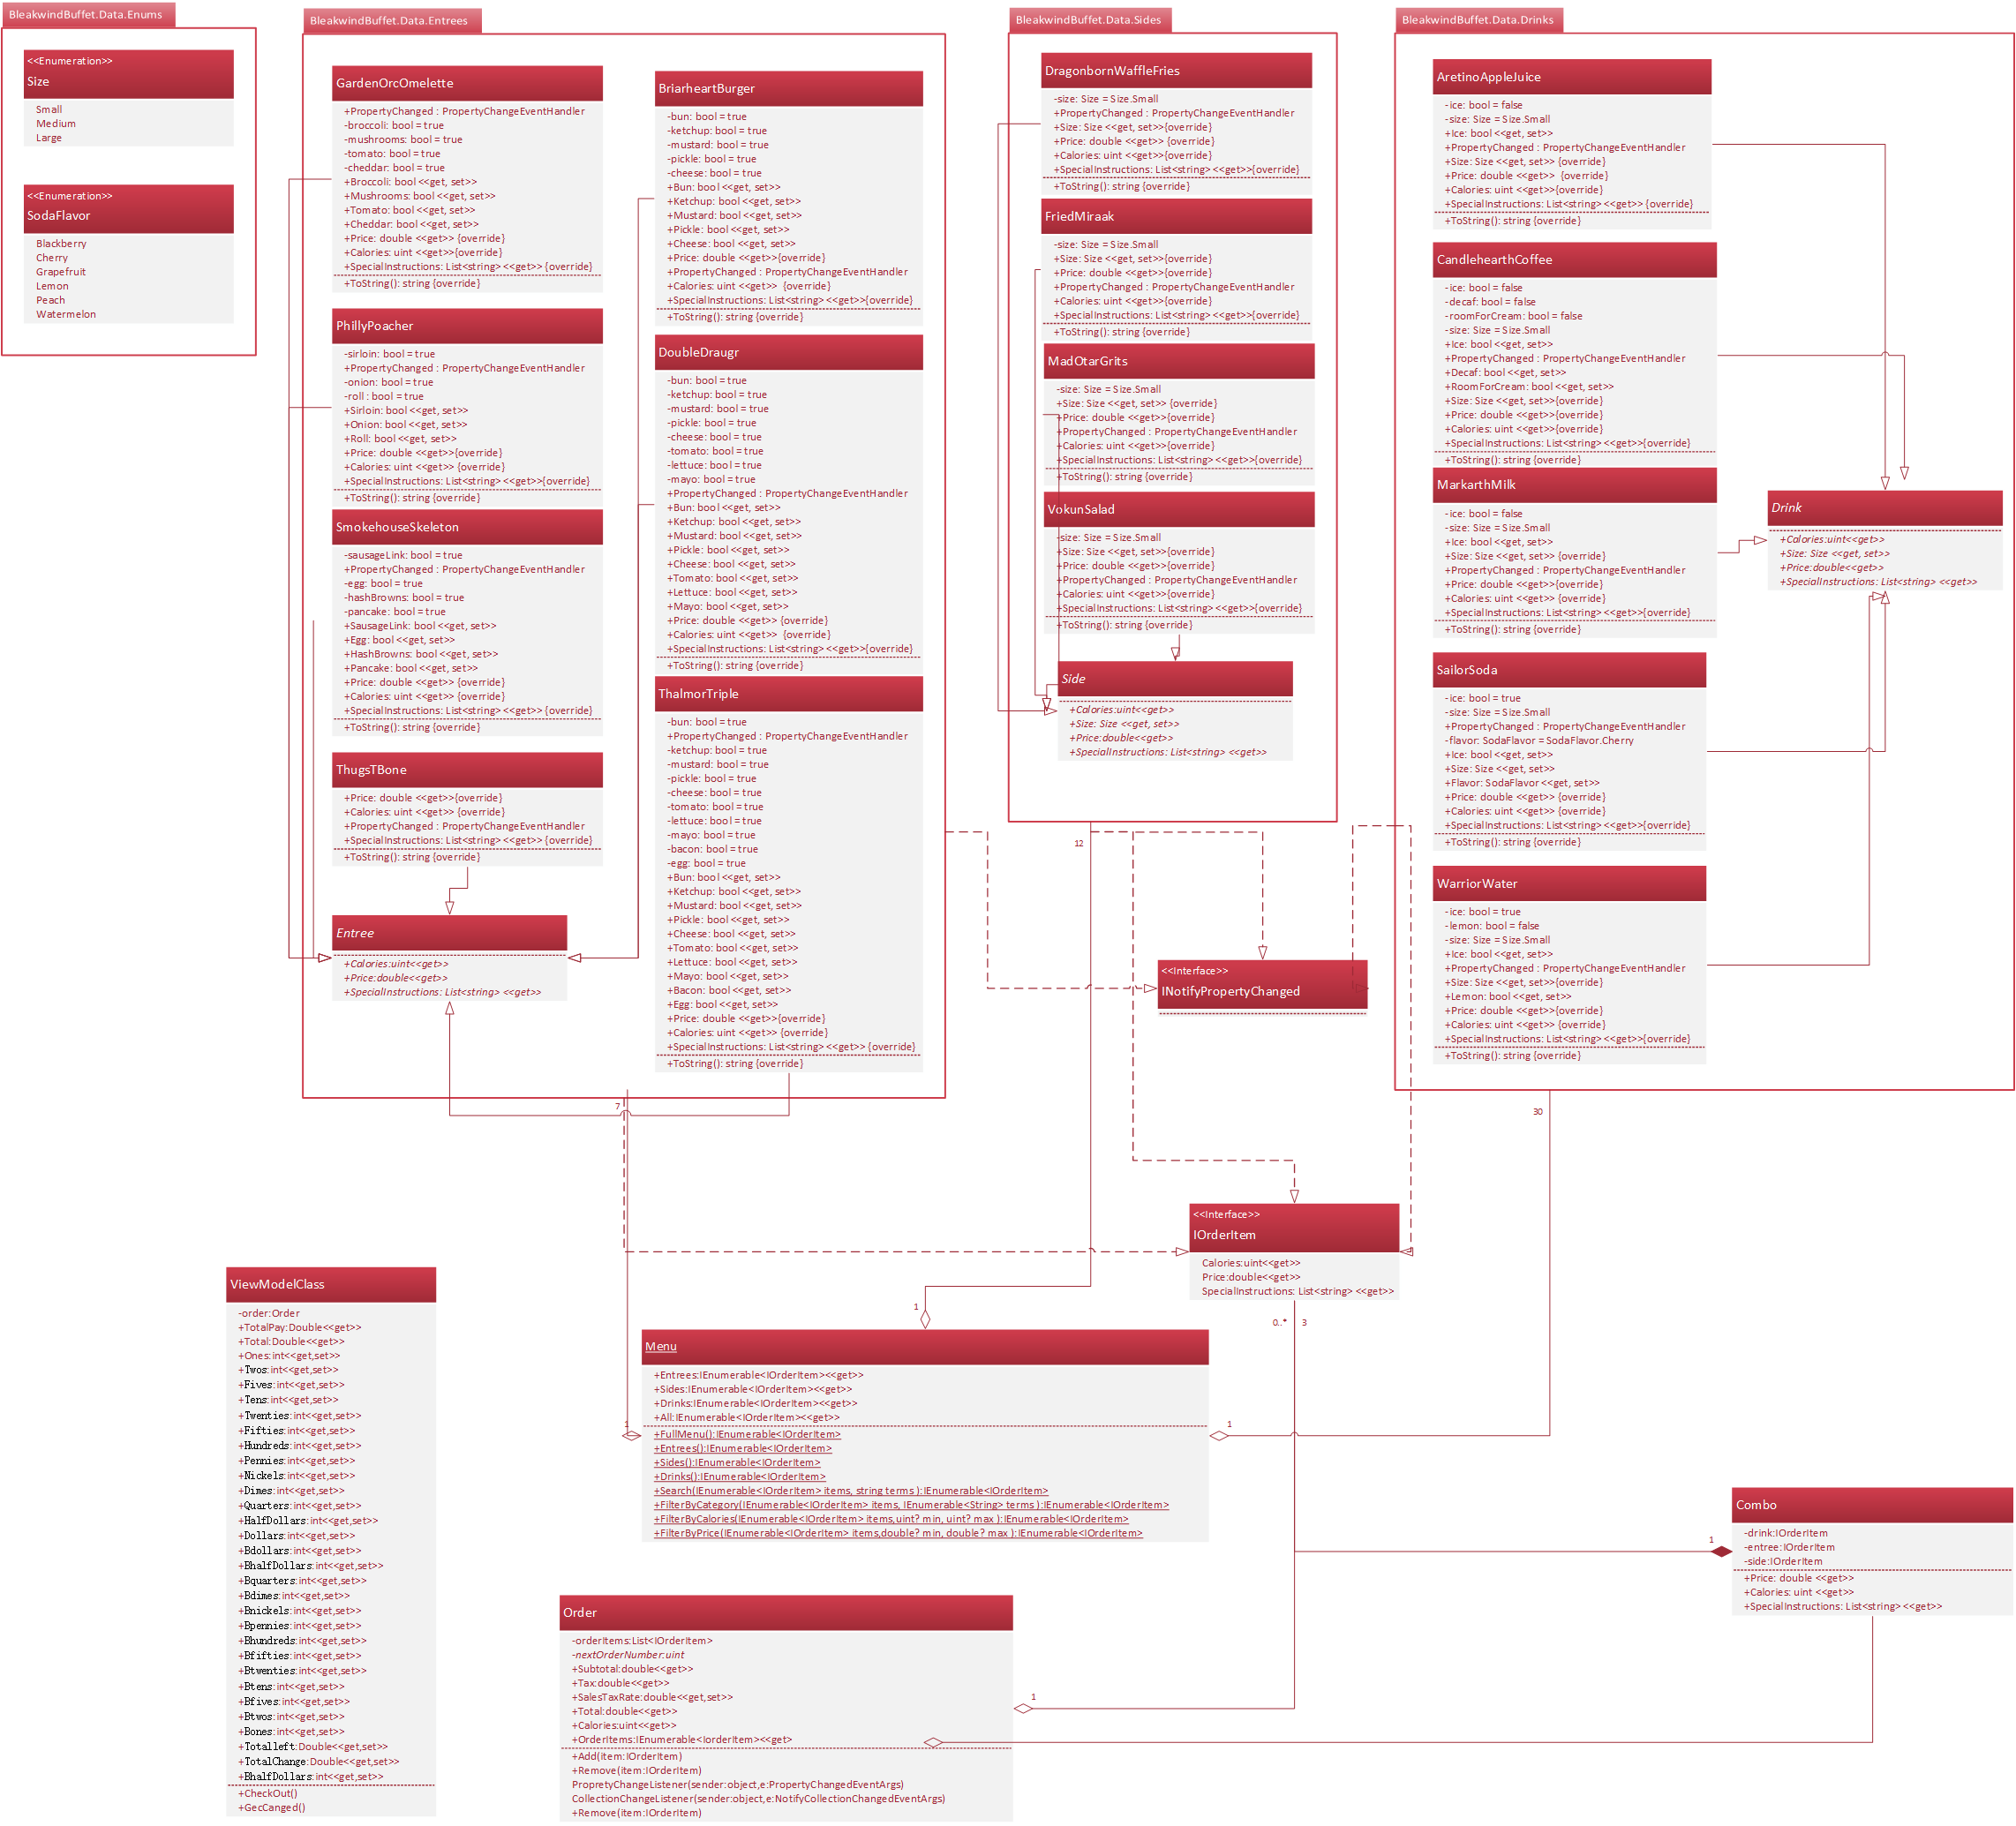 BleakwindBuffet.Data.Enums
<<Enumeration>>
Size
Small
Medium
Large
<<Enumeration>>
SodaFlavor
Blackberry
Cherry
Grapefruit
Lemon
Peach
Watermelon
BleakwindBuffet.Data.Entrees
GardenOrcOmelette
+PropertyChanged : PropertyChangeEventHandler
-broccoli: bool = true
-mushrooms: bool = true
-tomato: bool = true
-cheddar: bool = true
+Broccoli: bool <<get, set>>
+Mushrooms: bool <<get, set>>
+Tomato: bool <<get, set>>
+Cheddar: bool <<get, set>>
+Price: double <<get>> {override}
+Calories: uint <<get>>{override}
+SpecialInstructions: List<string> <<get>> {override}
+ToString(): string {override}
PhillyPoacher
-sirloin: bool = true
+PropertyChanged : PropertyChangeEventHandler
-onion: bool = true
-roll : bool = true
+Sirloin: bool <<get, set>>
+Onion: bool <<get, set>>
+Roll: bool <<get, set>>
+Price: double <<get>>{override}
+Calories: uint <<get>> {override}
+SpecialInstructions: List<string> <<get>>{override}
+ToString(): string {override}
SmokehouseSkeleton
-sausageLink: bool = true
+PropertyChanged : PropertyChangeEventHandler
-egg: bool = true
-hashBrowns: bool = true
-pancake: bool = true
+SausageLink: bool <<get, set>>
+Egg: bool <<get, set>>
+HashBrowns: bool <<get, set>>
+Pancake: bool <<get, set>>
+Price: double <<get>> {override}
+Calories: uint <<get>> {override}
+SpecialInstructions: List<string> <<get>> {override}
+ToString(): string {override}
ThugsTBone
+Price: double <<get>>{override}
+Calories: uint <<get>> {override}
+PropertyChanged : PropertyChangeEventHandler
+SpecialInstructions: List<string> <<get>> {override}
+ToString(): string {override}
Entree
+Calories:uint<<get>>
+Price:double<<get>>
+SpecialInstructions: List<string> <<get>>
BriarheartBurger
-bun: bool = true
-ketchup: bool = true
-mustard: bool = true
-pickle: bool = true
-cheese: bool = true
+Bun: bool <<get, set>>
+Ketchup: bool <<get, set>>
+Mustard: bool <<get, set>>
+Pickle: bool <<get, set>>
+Cheese: bool <<get, set>>
+Price: double <<get>>{override}
+PropertyChanged : PropertyChangeEventHandler
+Calories: uint <<get>> {override}
+SpecialInstructions: List<string> <<get>>{override}
+ToString(): string {override}
DoubleDraugr
-bun: bool = true
-ketchup: bool = true
-mustard: bool = true
-pickle: bool = true
-cheese: bool = true
-tomato: bool = true
-lettuce: bool = true
-mayo: bool = true
+PropertyChanged : PropertyChangeEventHandler
+Bun: bool <<get, set>>
+Ketchup: bool <<get, set>>
+Mustard: bool <<get, set>>
+Pickle: bool <<get, set>>
+Cheese: bool <<get, set>>
+Tomato: bool <<get, set>>
+Lettuce: bool <<get, set>>
+Mayo: bool <<get, set>>
+Price: double <<get>> {override}
+Calories: uint <<get>> {override}
+SpecialInstructions: List<string> <<get>>{override}
+ToString(): string {override}
ThalmorTriple
-bun: bool = true
+PropertyChanged : PropertyChangeEventHandler
-ketchup: bool = true
-mustard: bool = true
-pickle: bool = true
-cheese: bool = true
-tomato: bool = true
-lettuce: bool = true
-mayo: bool = true
-bacon: bool = true
-egg: bool = true
+Bun: bool <<get, set>>
+Ketchup: bool <<get, set>>
+Mustard: bool <<get, set>>
+Pickle: bool <<get, set>>
+Cheese: bool <<get, set>>
+Tomato: bool <<get, set>>
+Lettuce: bool <<get, set>>
+Mayo: bool <<get, set>>
+Bacon: bool <<get, set>>
+Egg: bool <<get, set>>
+Price: double <<get>>{override}
+Calories: uint <<get>> {override}
+SpecialInstructions: List<string> <<get>> {override}
+ToString(): string {override}
BleakwindBuffet.Data.Sides
DragonbornWaffleFries
-size: Size = Size.Small
+PropertyChanged : PropertyChangeEventHandler
+Size: Size <<get, set>>{override}
+Price: double <<get>> {override}
+Calories: uint <<get>>{override}
+SpecialInstructions: List<string> <<get>>{override}
+ToString(): string {override}
FriedMiraak
-size: Size = Size.Small
+Size: Size <<get, set>>{override}
+Price: double <<get>>{override}
+PropertyChanged : PropertyChangeEventHandler
+Calories: uint <<get>>{override}
+SpecialInstructions: List<string> <<get>>{override}
+ToString(): string {override}
MadOtarGrits
-size: Size = Size.Small
+Size: Size <<get, set>> {override}
+Price: double <<get>>{override}
+PropertyChanged : PropertyChangeEventHandler
+Calories: uint <<get>>{override}
+SpecialInstructions: List<string> <<get>>{override}
+ToString(): string {override}
VokunSalad
-size: Size = Size.Small
+Size: Size <<get, set>>{override}
+Price: double <<get>>{override}
+PropertyChanged : PropertyChangeEventHandler
+Calories: uint <<get>>{override}
+SpecialInstructions: List<string> <<get>>{override}
+ToString(): string {override}
Side
+Calories:uint<<get>>
+Size: Size <<get, set>>
+Price:double<<get>>
+SpecialInstructions: List<string> <<get>>
BleakwindBuffet.Data.Drinks
AretinoAppleJuice
-ice: bool = false
-size: Size = Size.Small
+Ice: bool <<get, set>>
+PropertyChanged : PropertyChangeEventHandler
+Size: Size <<get, set>> {override}
+Price: double <<get>> {override}
+Calories: uint <<get>>{override}
+SpecialInstructions: List<string> <<get>> {override}
+ToString(): string {override}
CandlehearthCoffee
-ice: bool = false
-decaf: bool = false
-roomForCream: bool = false
-size: Size = Size.Small
+Ice: bool <<get, set>>
+PropertyChanged : PropertyChangeEventHandler
+Decaf: bool <<get, set>>
+RoomForCream: bool <<get, set>>
+Size: Size <<get, set>>{override}
+Price: double <<get>>{override}
+Calories: uint <<get>>{override}
+SpecialInstructions: List<string> <<get>>{override}
+ToString(): string {override}
MarkarthMilk
-ice: bool = false
-size: Size = Size.Small
+Ice: bool <<get, set>>
+Size: Size <<get, set>> {override}
+PropertyChanged : PropertyChangeEventHandler
+Price: double <<get>>{override}
+Calories: uint <<get>>{override}
+SpecialInstructions: List<string> <<get>>{override}
+ToString(): string {override}
Drink
+Calories:uint<<get>>
+Size: Size <<get, set>>
+Price:double<<get>>
+SpecialInstructions: List<string> <<get>>
SailorSoda
-ice: bool = true
-size: Size = Size.Small
+PropertyChanged : PropertyChangeEventHandler
-flavor: SodaFlavor = SodaFlavor.Cherry
+Ice: bool <<get, set>>
+Size: Size <<get, set>>
+Flavor: SodaFlavor <<get, set>>
+Price: double <<get>> {override}
+Calories: uint <<get>> {override}
+SpecialInstructions: List<string> <<get>>{override}
+ToString(): string {override}
WarriorWater
-ice: bool = true
-lemon: bool = false
-size: Size = Size.Small
+Ice: bool <<get, set>>
+PropertyChanged : PropertyChangeEventHandler
+Size: Size <<get, set>>{override}
+Lemon: bool <<get, set>>
+Price: double <<get>>{override}
+Calories: uint <<get>> {override}
+SpecialInstructions: List<string> <<get>>{override}
+ToString(): string {override}
12
<<Interface>>
INotifyPropertyChanged
7
30
<<Interface>>
IOrderItem
Calories:uint<<get>>
Price:double<<get>>
SpecialInstructions: List<string> <<get>>
0..*
3
ViewModelClass
-order:Order
+TotalPay:Double<<get>>
+Total:Double<<get>>
+Ones:int<<get,set>>
+Twos:int<<get,set>>
+Fives:int<<get,set>>
+Tens:int<<get,set>>
+Twenties:int<<get,set>>
+Fifties:int<<get,set>>
+Hundreds:int<<get,set>>
+Pennies:int<<get,set>>
+Nickels:int<<get,set>>
+Dimes:int<<get,set>>
+Quarters:int<<get,set>>
+HalfDollars:int<<get,set>>
+Dollars:int<<get,set>>
+Bdollars:int<<get,set>>
+BhalfDollars:int<<get,set>>
+Bquarters:int<<get,set>>
+Bdimes:int<<get,set>>
+Bnickels:int<<get,set>>
+Bpennies:int<<get,set>>
+Bhundreds:int<<get,set>>
+Bfifties:int<<get,set>>
+Btwenties:int<<get,set>>
+Btens:int<<get,set>>
+Bfives:int<<get,set>>
+Btwos:int<<get,set>>
+Bones:int<<get,set>>
+Totalleft:Double<<get,set>>
+TotalChange:Double<<get,set>>
+BhalfDollars:int<<get,set>>
+CheckOut()
+GecCanged()
1
Menu
+Entrees:IEnumerable<IOrderItem><<get>>
+Sides:IEnumerable<IOrderItem><<get>>
+Drinks:IEnumerable<IOrderItem><<get>>
+All:IEnumerable<IOrderItem><<get>>
+FullMenu():IEnumerable<IOrderItem>
+Entrees():IEnumerable<IOrderItem>
+Sides():IEnumerable<IOrderItem>
+Drinks():IEnumerable<IOrderItem>
+Search(IEnumerable<IOrderItem> items, string terms ):IEnumerable<IOrderItem>
+FilterByCategory(IEnumerable<IOrderItem> items, IEnumerable<String> terms ):IEnumerable<IOrderItem>
+FilterByCalories(IEnumerable<IOrderItem> items,uint? min, uint? max ):IEnumerable<IOrderItem>
+FilterByPrice(IEnumerable<IOrderItem> items,double? min, double? max ):IEnumerable<IOrderItem>
1
1
1
Combo
-drink:IOrderItem
-entree:IOrderItem
-side:IOrderItem
+Price: double <<get>>
+Calories: uint <<get>>
+SpecialInstructions: List<string> <<get>>
Order
-orderItems:List<IOrderItem>
-nextOrderNumber:uint
+Subtotal:double<<get>>
+Tax:double<<get>>
+SalesTaxRate:double<<get,set>>
+Total:double<<get>>
+Calories:uint<<get>>
+OrderItems:IEnumerable<IorderItem><<get>
+Add(item:IOrderItem)
+Remove(item:IOrderItem)
PropretyChangeListener(sender:object,e:PropertyChangedEventArgs)
CollectionChangeListener(sender:object,e:NotifyCollectionChangedEventArgs)
+Remove(item:IOrderItem)
1